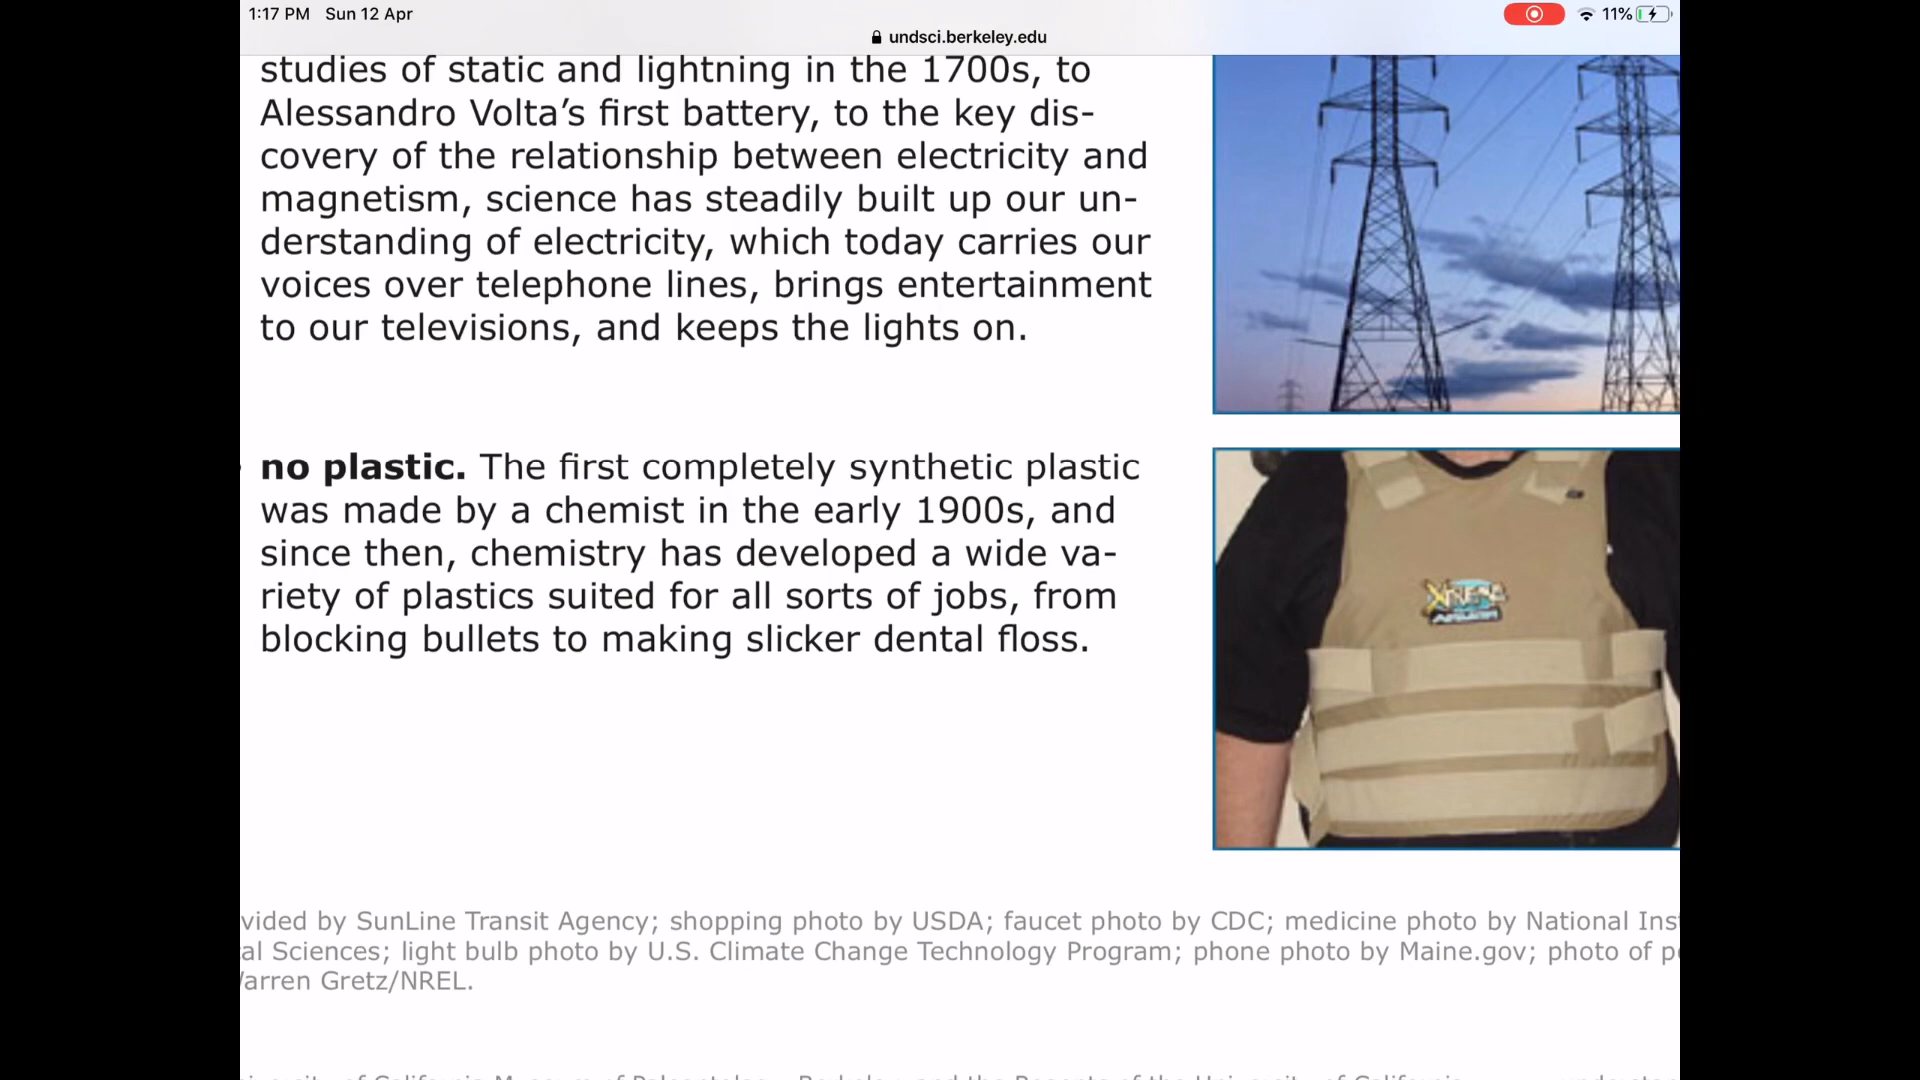 1:17 PM Sun 12 Apr
11%
undsci.berkeley.edu
studies of static and lightning in the 1700s, to
Alessandro Volta’s first battery, to the key dis-
covery of the relationship between electricity and
magnetism, science has steadily built up our un-
derstanding of electricity, which today carries our
voices over telephone lines, brings entertainment
to our televisions, and keeps the lights on.
no plastic. The first completely synthetic plastic
was made by a chemist in the early 1900s, and
since then, chemistry has developed a wide va-
riety of plastics suited for all sorts of jobs, from
blocking bullets to making slicker dental floss.
vided by SunLine Transit Agency; shopping photo by USDA; faucet photo by CDC; medicine photo by National Ins
al Sciences; light bulb photo by U.S. Climate Change Technology Program; phone photo by Maine.gov; photo of p
arren Gretz/NREL.